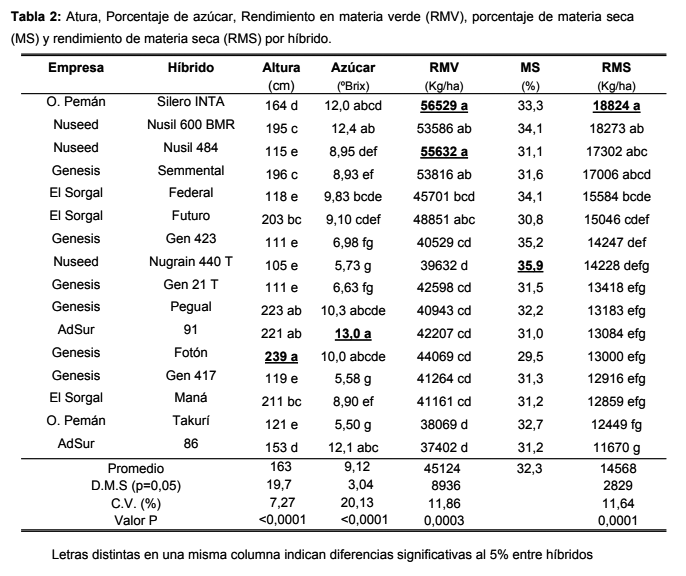 Tabla 2: Atura, Porcentaje de azúcar, Rendimiento en materia verde (RMV), porcentaje de materia seca
(MS) y rendimiento de materia seca (RMS) por híbrido.
Empresa Híbrido Altura Azúcar RMV MS RMS
(cm) (ºBrix) (Kg/ha) (%) (Kg/ha)
O. Pemán Silero INTA 164 d 12,0 abcd 56529 a 33,3 18824 a
Nuseed Nusil 600 BMR 195 c 12,4 ab 53586 ab 34,1 18273 ab
Nuseed Nusil 484 115 e 8,95 def 55632 a 31,1 17302 abc
Genesis Semmental 196 c 8,93 ef 53816 ab 31,6 17006 abcd
El Sorgal Federal 118 e 9,83 bcde 45701 bcd 34,1 15584 bcde
El Sorgal Futuro 203 bc 9,10 cdef 48851 abc 30,8 15046 cdef
Genesis Gen 423 111 e 6,98 fg 40529 cd 35,2 14247 def
Nuseed Nugrain 440 T 105 e 5,73 g 39632 d 35,9 14228 defg
Genesis Gen 21 T 111 e 6,63 fg 42598 cd 31,5 13418 efg
Genesis Pegual 223 ab 10,3 abcde 40943 cd 32,2 13183 efg
AdSur 91 221 ab 13,0 a 42207 cd 31,0 13084 efg
Genesis Fotón 239 a 10,0 abcde 44069 cd 29,5 13000 efg
Genesis Gen 417 119 e 5,58 g 41264 cd 31,3 12916 efg
El Sorgal Maná 211 bc 8,90 ef 41161 cd 31,2 12859 efg
O. Pemán Takurí 121 e 5,50 g 38069 d 32,7 12449 fg
AdSur 86 153 d 12,1 abc 37402 d 31,2 11670 g
Promedio 163 9,12 45124 32,3 14568
D.M.S (p=0,05) 19,7 3,04 8936 2829
C.V. (%) 7,27 20,13 11,86 11,64
Valor P <0,0001 <0,0001 0,0003 0,0001
Letras distintas en una misma columna indican diferencias significativas al 5% entre híbridos